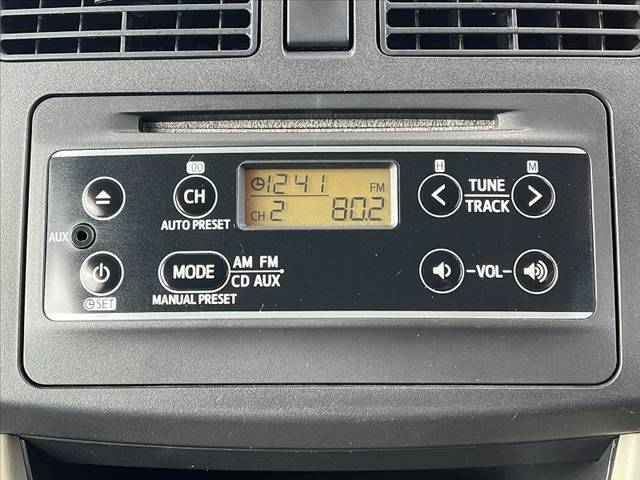 :00
H
M
12:41
FM
CH
TUNE
TRACK
AUTO PRESET
CH 2
80.2
AUX
MODE
AM FM
CD AUX
VOL
SET
MANUAL PRESET